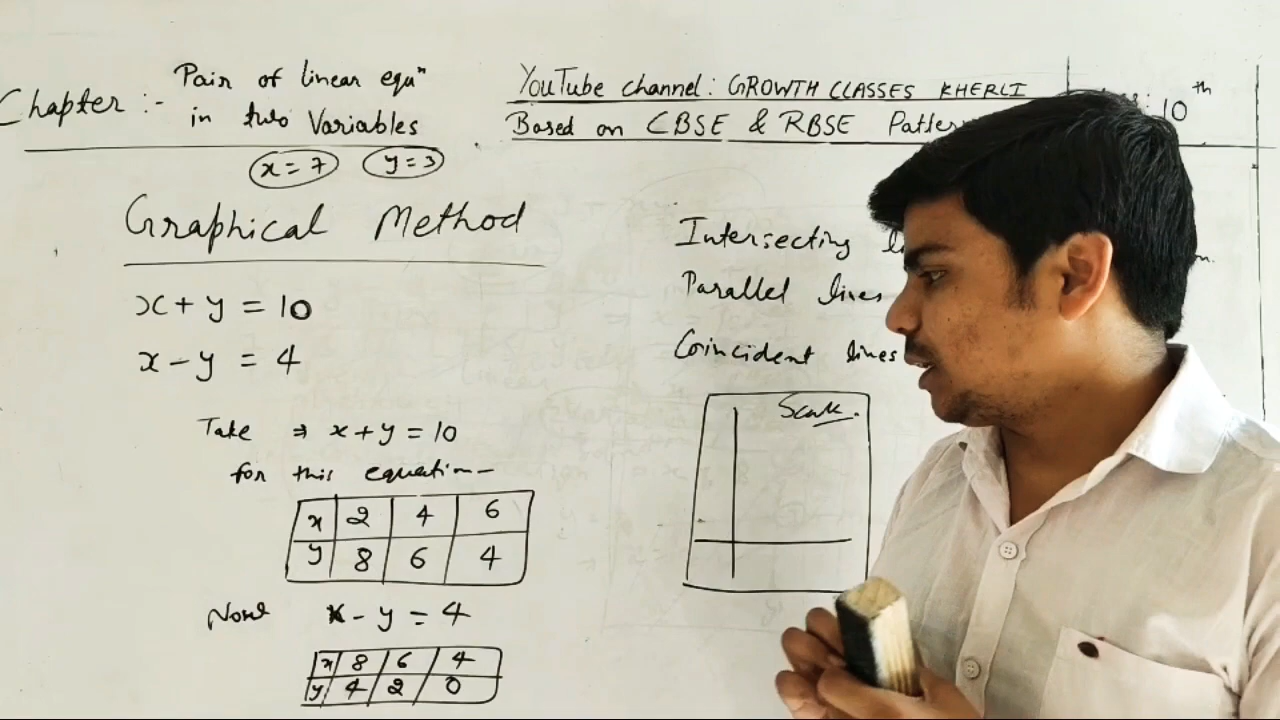 Chapter :- Pair of linear equⁿ
in two Variables
x = 7 y = 3
YouTube channel: GROWTH CLASSES KHERLI
Based on CBSE & RBSE
10th
Graphical Method
x + y = 10
x - y = 4
Take ⇒ x + y = 10
for this equation-
x 2 4 6
y 8 6 4
x - y = 4
x 8 6 4
y 4 2 0
Intersecting
Parallel lines
Coincident lines
Scale.